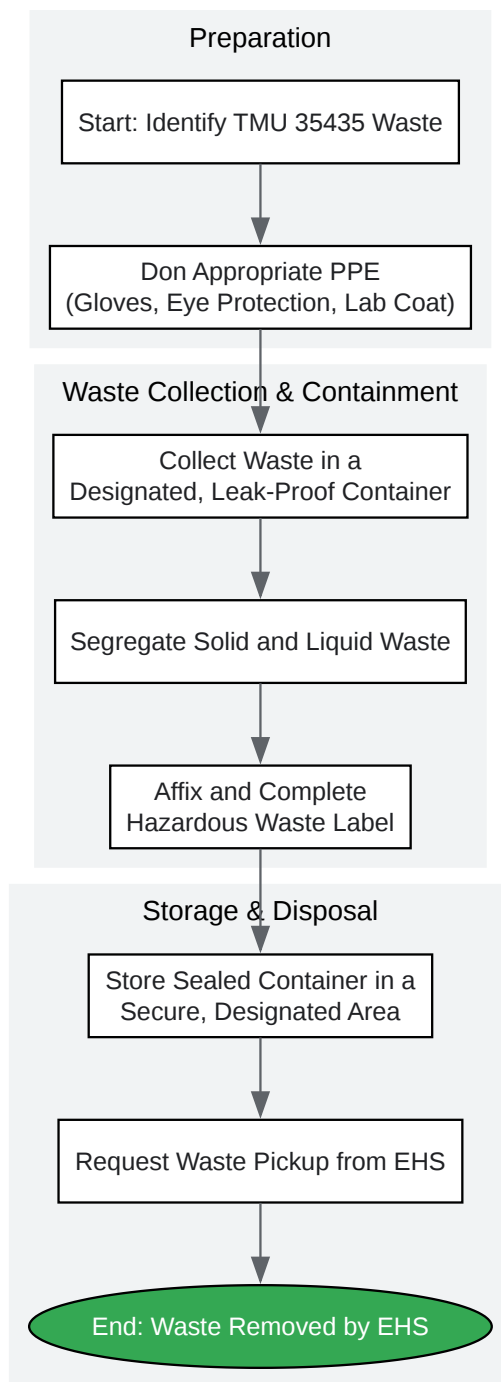 Preparation
Start: Identify TMU 35435 Waste
Don Appropriate PPE
(Gloves, Eye Protection, Lab Coat)
Waste Collection & Containment
Collect Waste in a
Designated, Leak-Proof Container
Segregate Solid and Liquid Waste
Affix and Complete
Hazardous Waste Label
Storage & Disposal
Store Sealed Container in a
Secure, Designated Area
Request Waste Pickup from EHS
End: Waste Removed by EHS